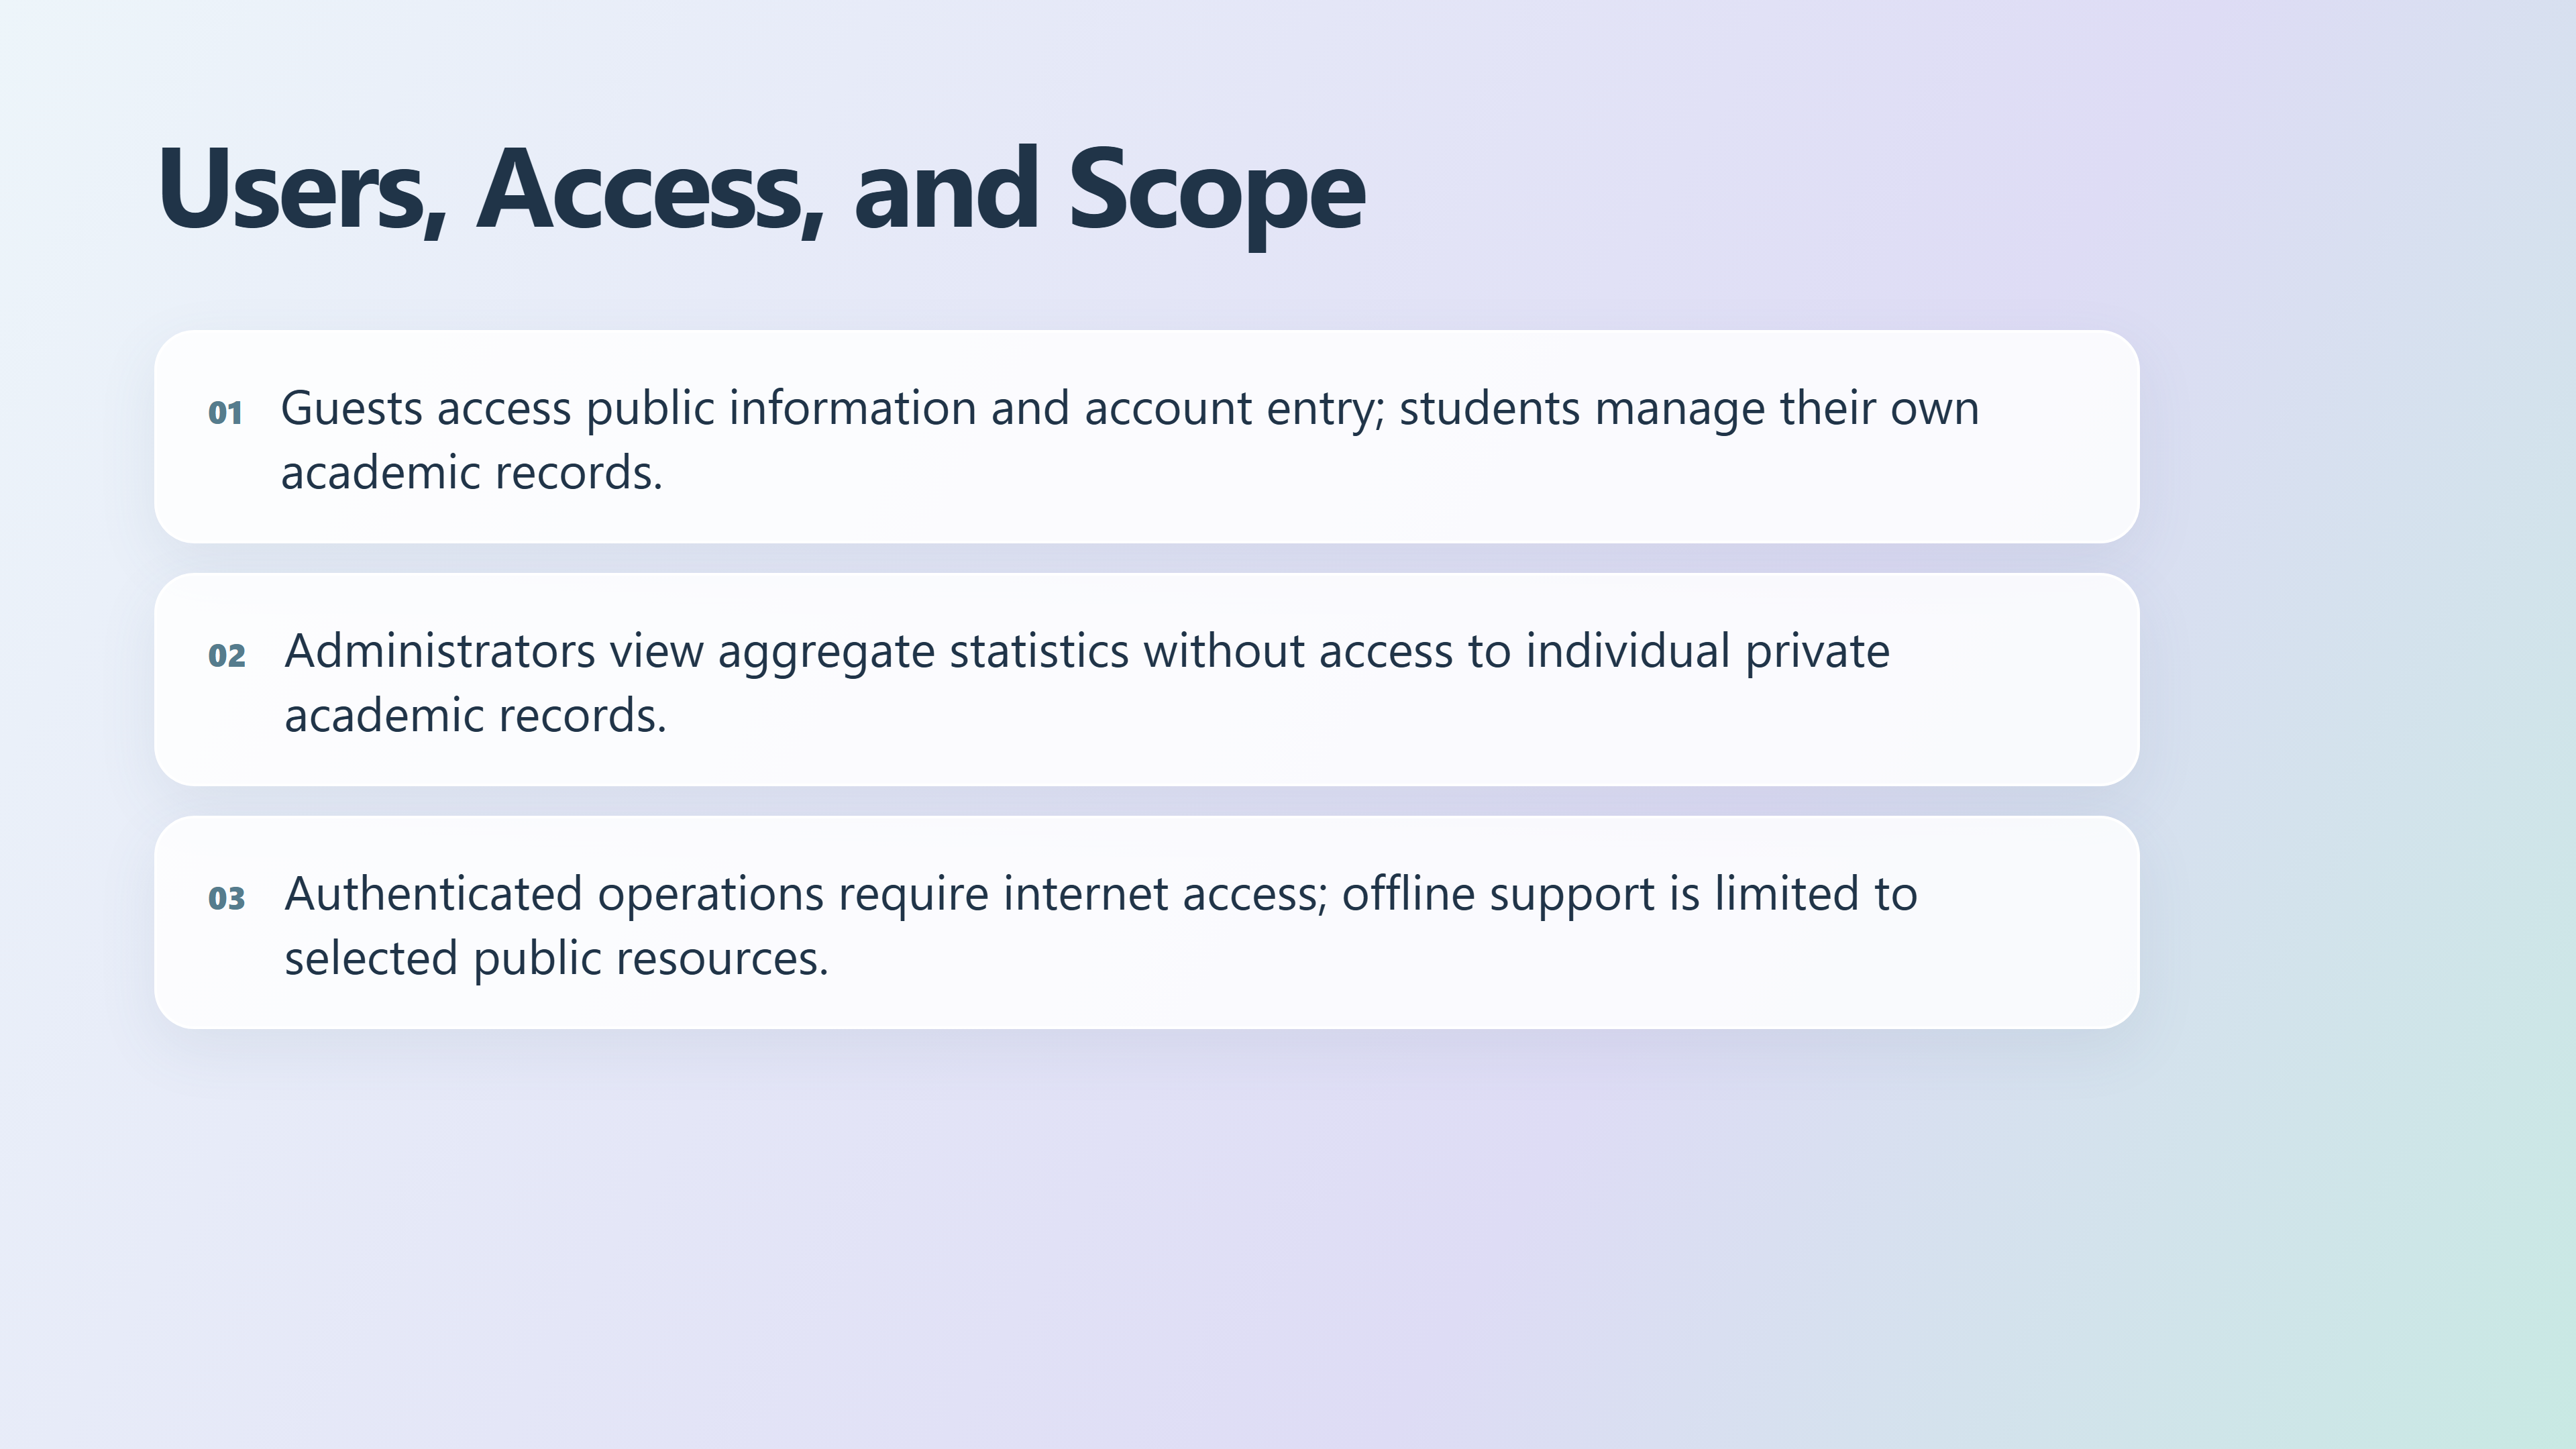 Users, Access, and Scope
01 Guests access public information and account entry; students manage their own
academic records.
02 Administrators view aggregate statistics without access to individual private
academic records.
03 Authenticated operations require internet access; offline support is limited to
selected public resources.